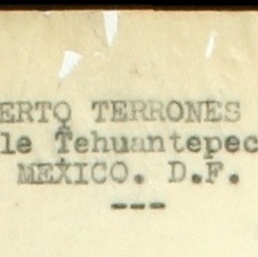 ERTO TERRONES
le Tehuantepec
MEXICO. D.F.
---